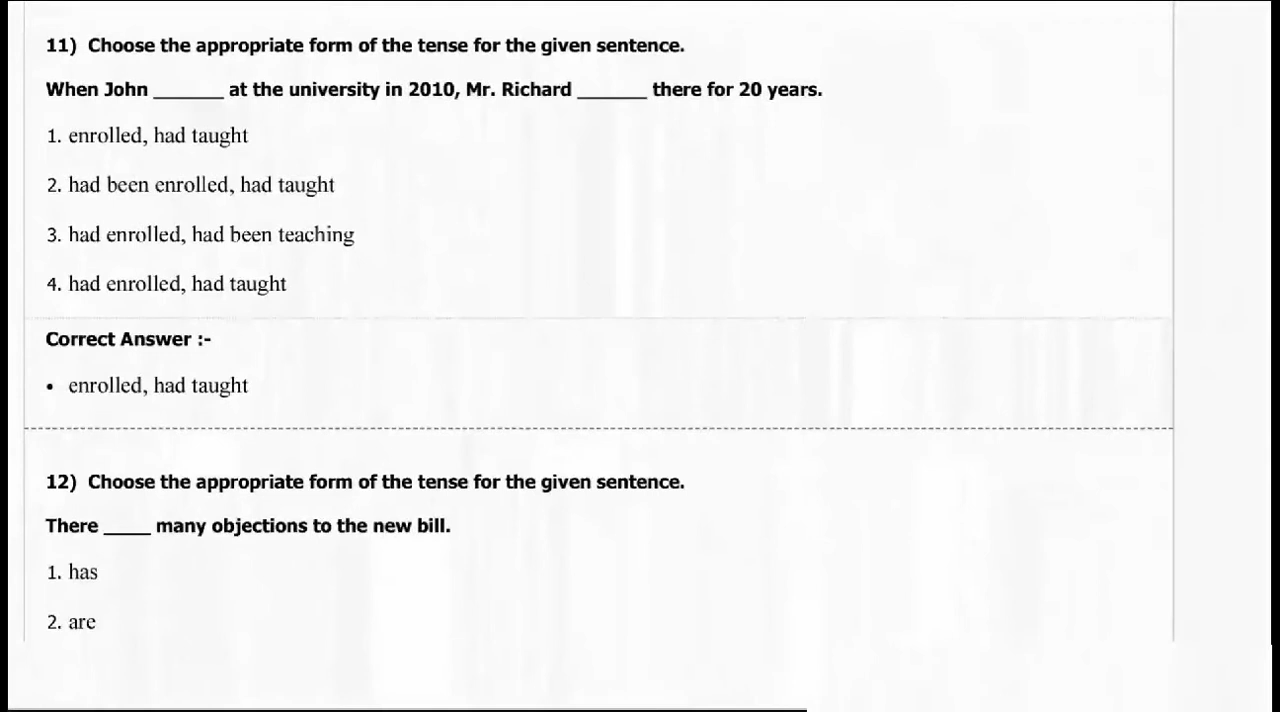 11) Choose the appropriate form of the tense for the given sentence.
When John _______ at the university in 2010, Mr. Richard _______ there for 20 years.
1. enrolled, had taught
2. had been enrolled, had taught
3. had enrolled, had been teaching
4. had enrolled, had taught
Correct Answer :-
• enrolled, had taught
12) Choose the appropriate form of the tense for the given sentence.
There _____ many objections to the new bill.
1. has
2. are